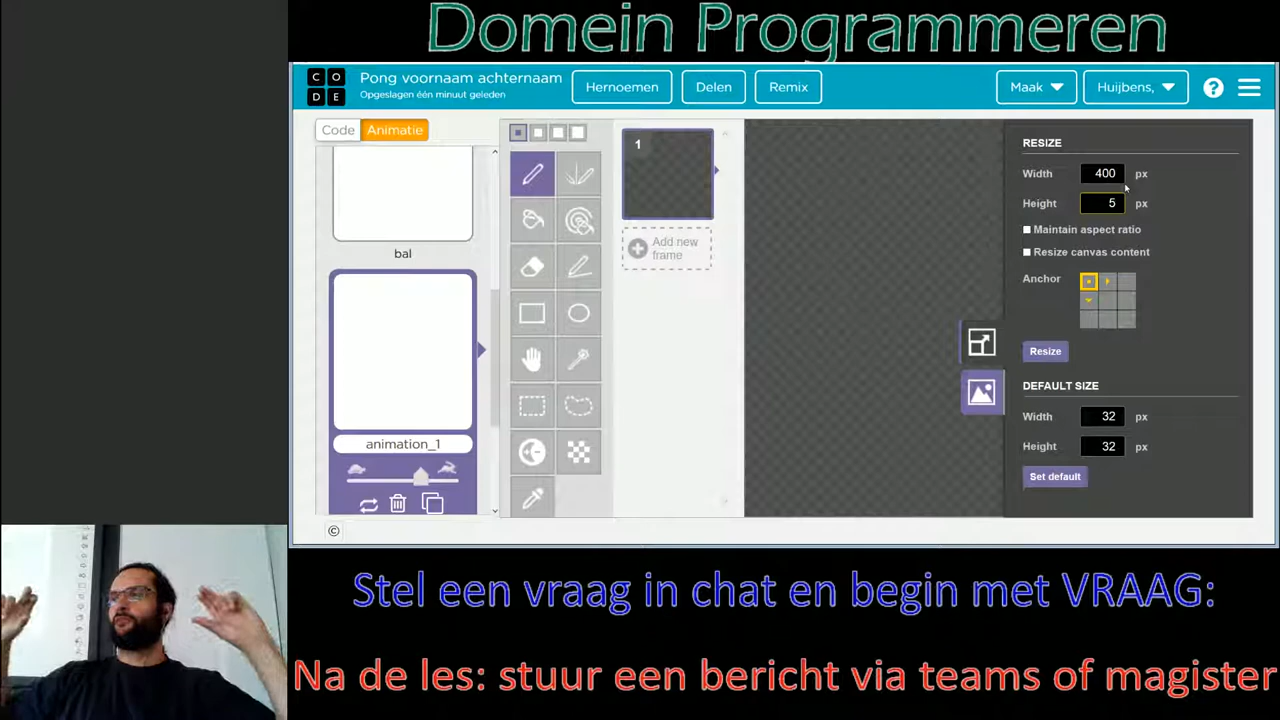 Domein Programmeren
CODE
Pong voornaam achternaam
Opgeslagen één minuut geleden
Hernoemen
Delen
Remix
Maak
Huijbens,
?
Code
Animatie
bal
animation_1
1
Add new
frame
RESIZE
Width 400 px
Height 5 px
Maintain aspect ratio
Resize canvas content
Anchor
Resize
DEFAULT SIZE
Width 32 px
Height 32 px
Set default
©
Stel een vraag in chat en begin met VRAAG:
Na de les: stuur een bericht via teams of magister